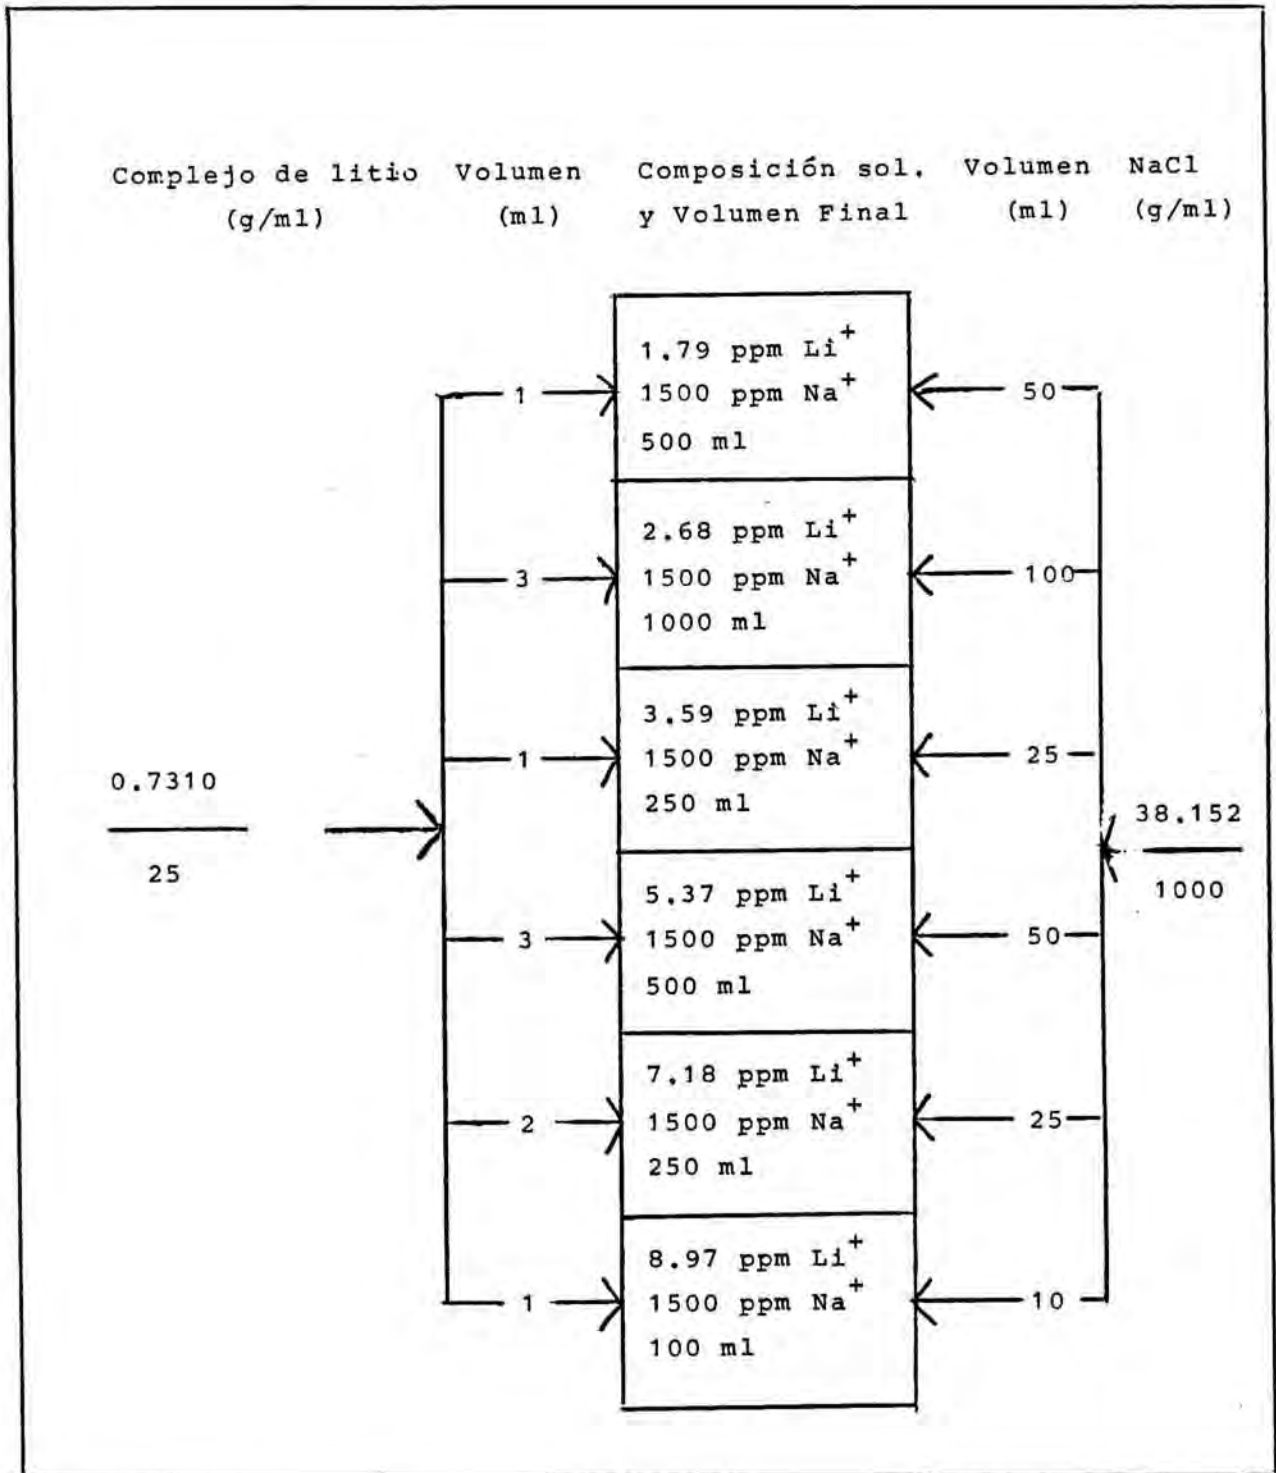 Complejo de litio Volumen Composición sol. Volumen NaCl
(g/ml) (ml) y Volumen Final (ml) (g/ml)
1.79 ppm Li+
1 1500 ppm Na+ 50
500 ml
2.68 ppm Li+
3 1500 ppm Na+ 100
1000 ml
3.59 ppm Li+
1 1500 ppm Na+ 25
250 ml
0.7310
25
38.152
1000
5.37 ppm Li+
3 1500 ppm Na+ 50
500 ml
7.18 ppm Li+
2 1500 ppm Na+ 25
250 ml
8.97 ppm Li+
1 1500 ppm Na+ 10
100 ml